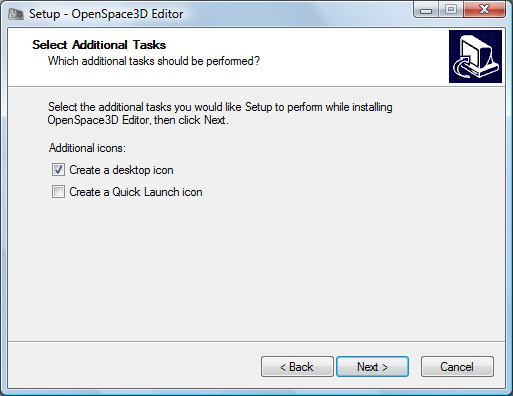 Setup - OpenSpace3D Editor
Select Additional Tasks
Which additional tasks should be performed?
Select the additional tasks you would like Setup to perform while installing
OpenSpace3D Editor, then click Next.
Additional icons:
Create a desktop icon
Create a Quick Launch icon
< Back
Next >
Cancel